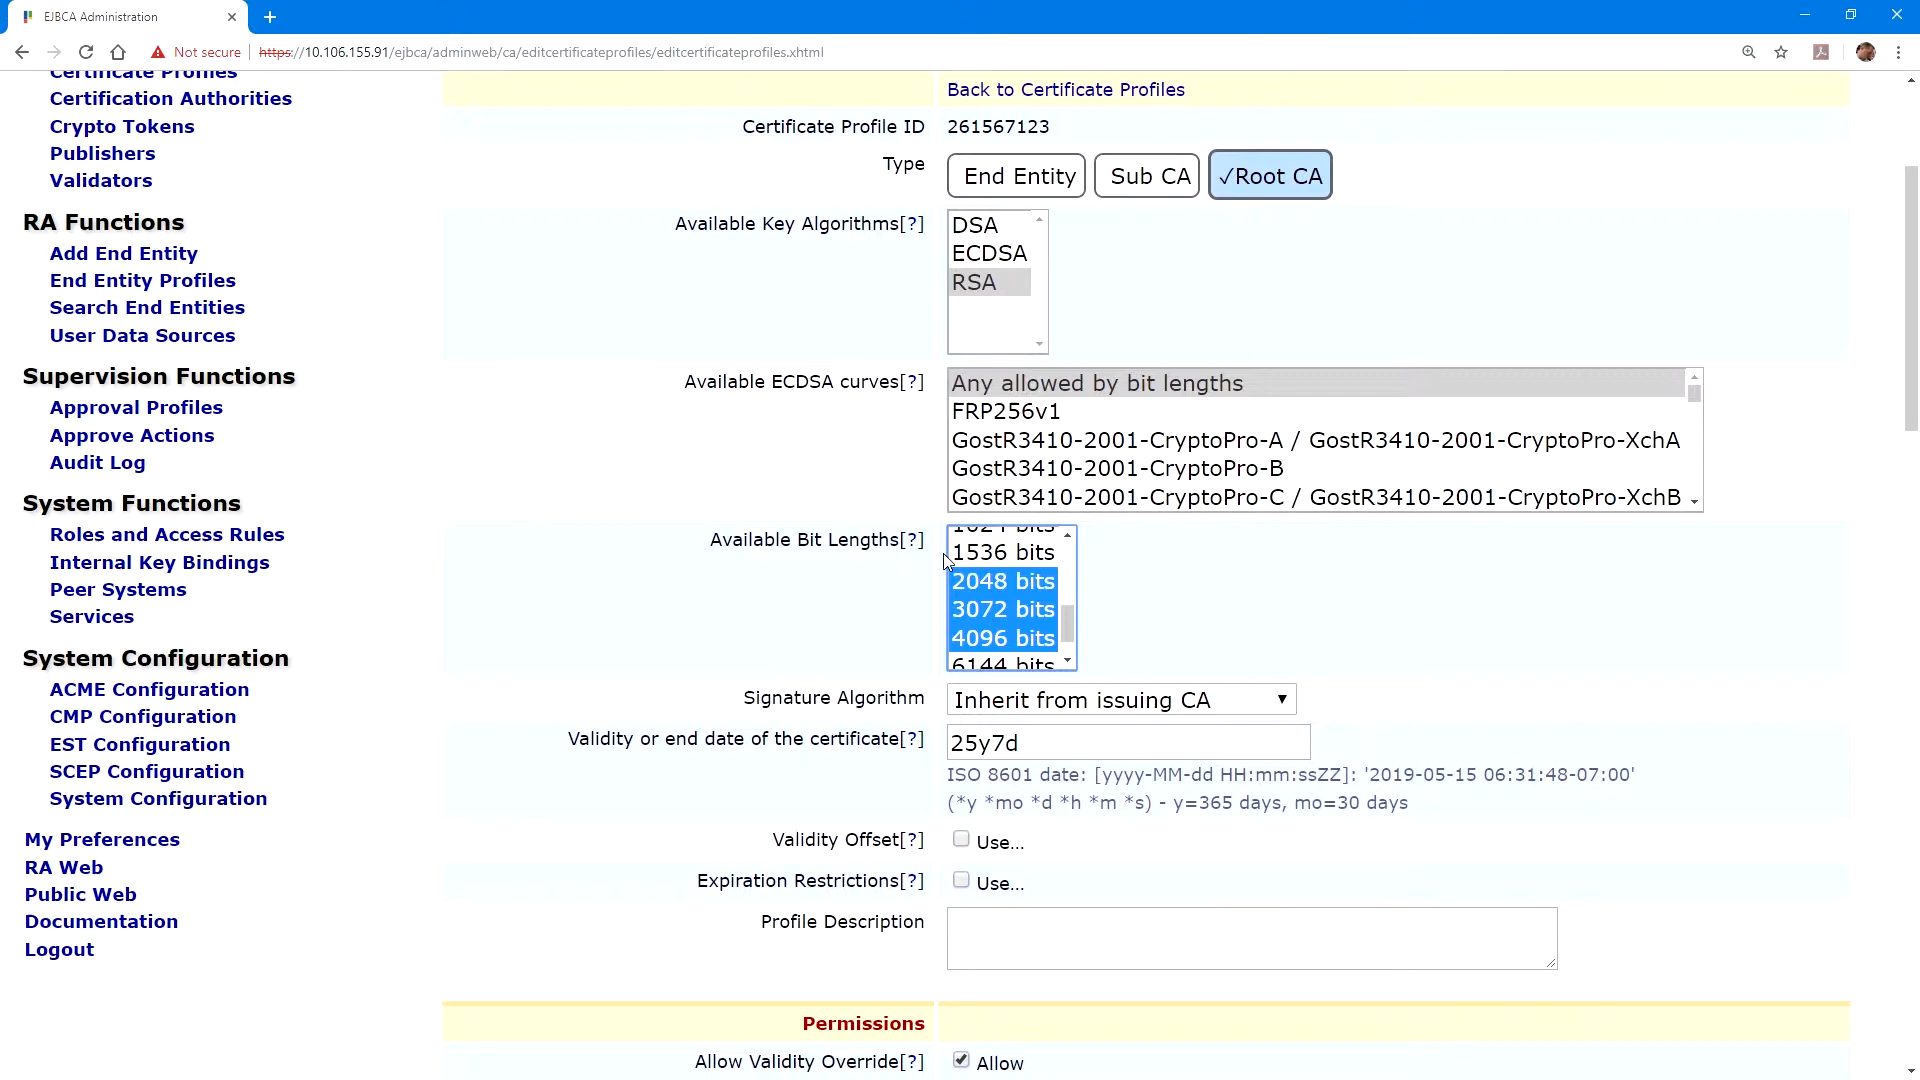 EJBCA Administration
Not secure
https://10.106.155.91/ejbca/adminweb/ca/editcertificateprofiles/editcertificateprofiles.xhtml
Certificate Profiles
Certification Authorities
Crypto Tokens
Publishers
Validators
RA Functions
Add End Entity
End Entity Profiles
Search End Entities
User Data Sources
Supervision Functions
Approval Profiles
Approve Actions
Audit Log
System Functions
Roles and Access Rules
Internal Key Bindings
Peer Systems
Services
System Configuration
ACME Configuration
CMP Configuration
EST Configuration
SCEP Configuration
System Configuration
My Preferences
RA Web
Public Web
Documentation
Logout
Back to Certificate Profiles
Certificate Profile ID 261567123
Type End Entity Sub CA ✓Root CA
Available Key Algorithms[?]
DSA
ECDSA
RSA
Available ECDSA curves[?]
Any allowed by bit lengths
FRP256v1
GostR3410-2001-CryptoPro-A / GostR3410-2001-CryptoPro-XchA
GostR3410-2001-CryptoPro-B
GostR3410-2001-CryptoPro-C / GostR3410-2001-CryptoPro-XchB
Available Bit Lengths[?]
1024 bits
1536 bits
2048 bits
3072 bits
4096 bits
6144 bits
Signature Algorithm Inherit from issuing CA
Validity or end date of the certificate[?] 25y7d
ISO 8601 date: [yyyy-MM-dd HH:mm:ssZZ]: '2019-05-15 06:31:48-07:00'
(*y *mo *d *h *m *s) - y=365 days, mo=30 days
Validity Offset[?] Use...
Expiration Restrictions[?] Use...
Profile Description
Permissions
Allow Validity Override[?] Allow